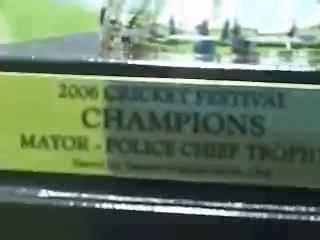 2006 CRICKET FESTIVAL
CHAMPIONS
MAYOR - POLICE CHIEF TROPHY